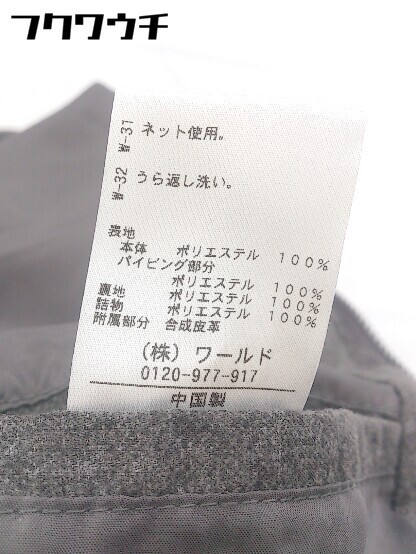 フクワウチ
W-31 ネット使用。
W-32 うら返し洗い。
表地
本体 ポリエステル 100%
パイピング部分
ポリエステル 100%
裏地 ポリエステル 100%
詰物 ポリエステル 100%
附属部分 合成皮革
(株) ワールド
0120-977-917
中国製